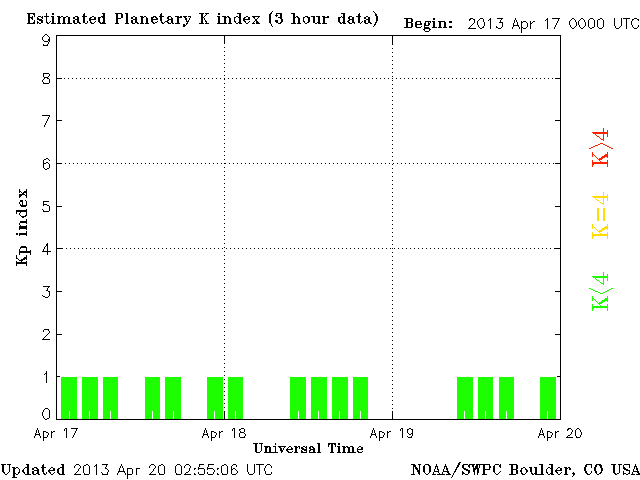 Estimated Planetary K index (3 hour data) Begin: 2013 Apr 17 0000 UTC
9
8
7
6
5
4
3
2
1
0
Kp index
K>4
K=4
K<4
Apr 17 Apr 18 Apr 19 Apr 20
Universal Time
Updated 2013 Apr 20 02:55:06 UTC NOAA/SWPC Boulder, CO USA